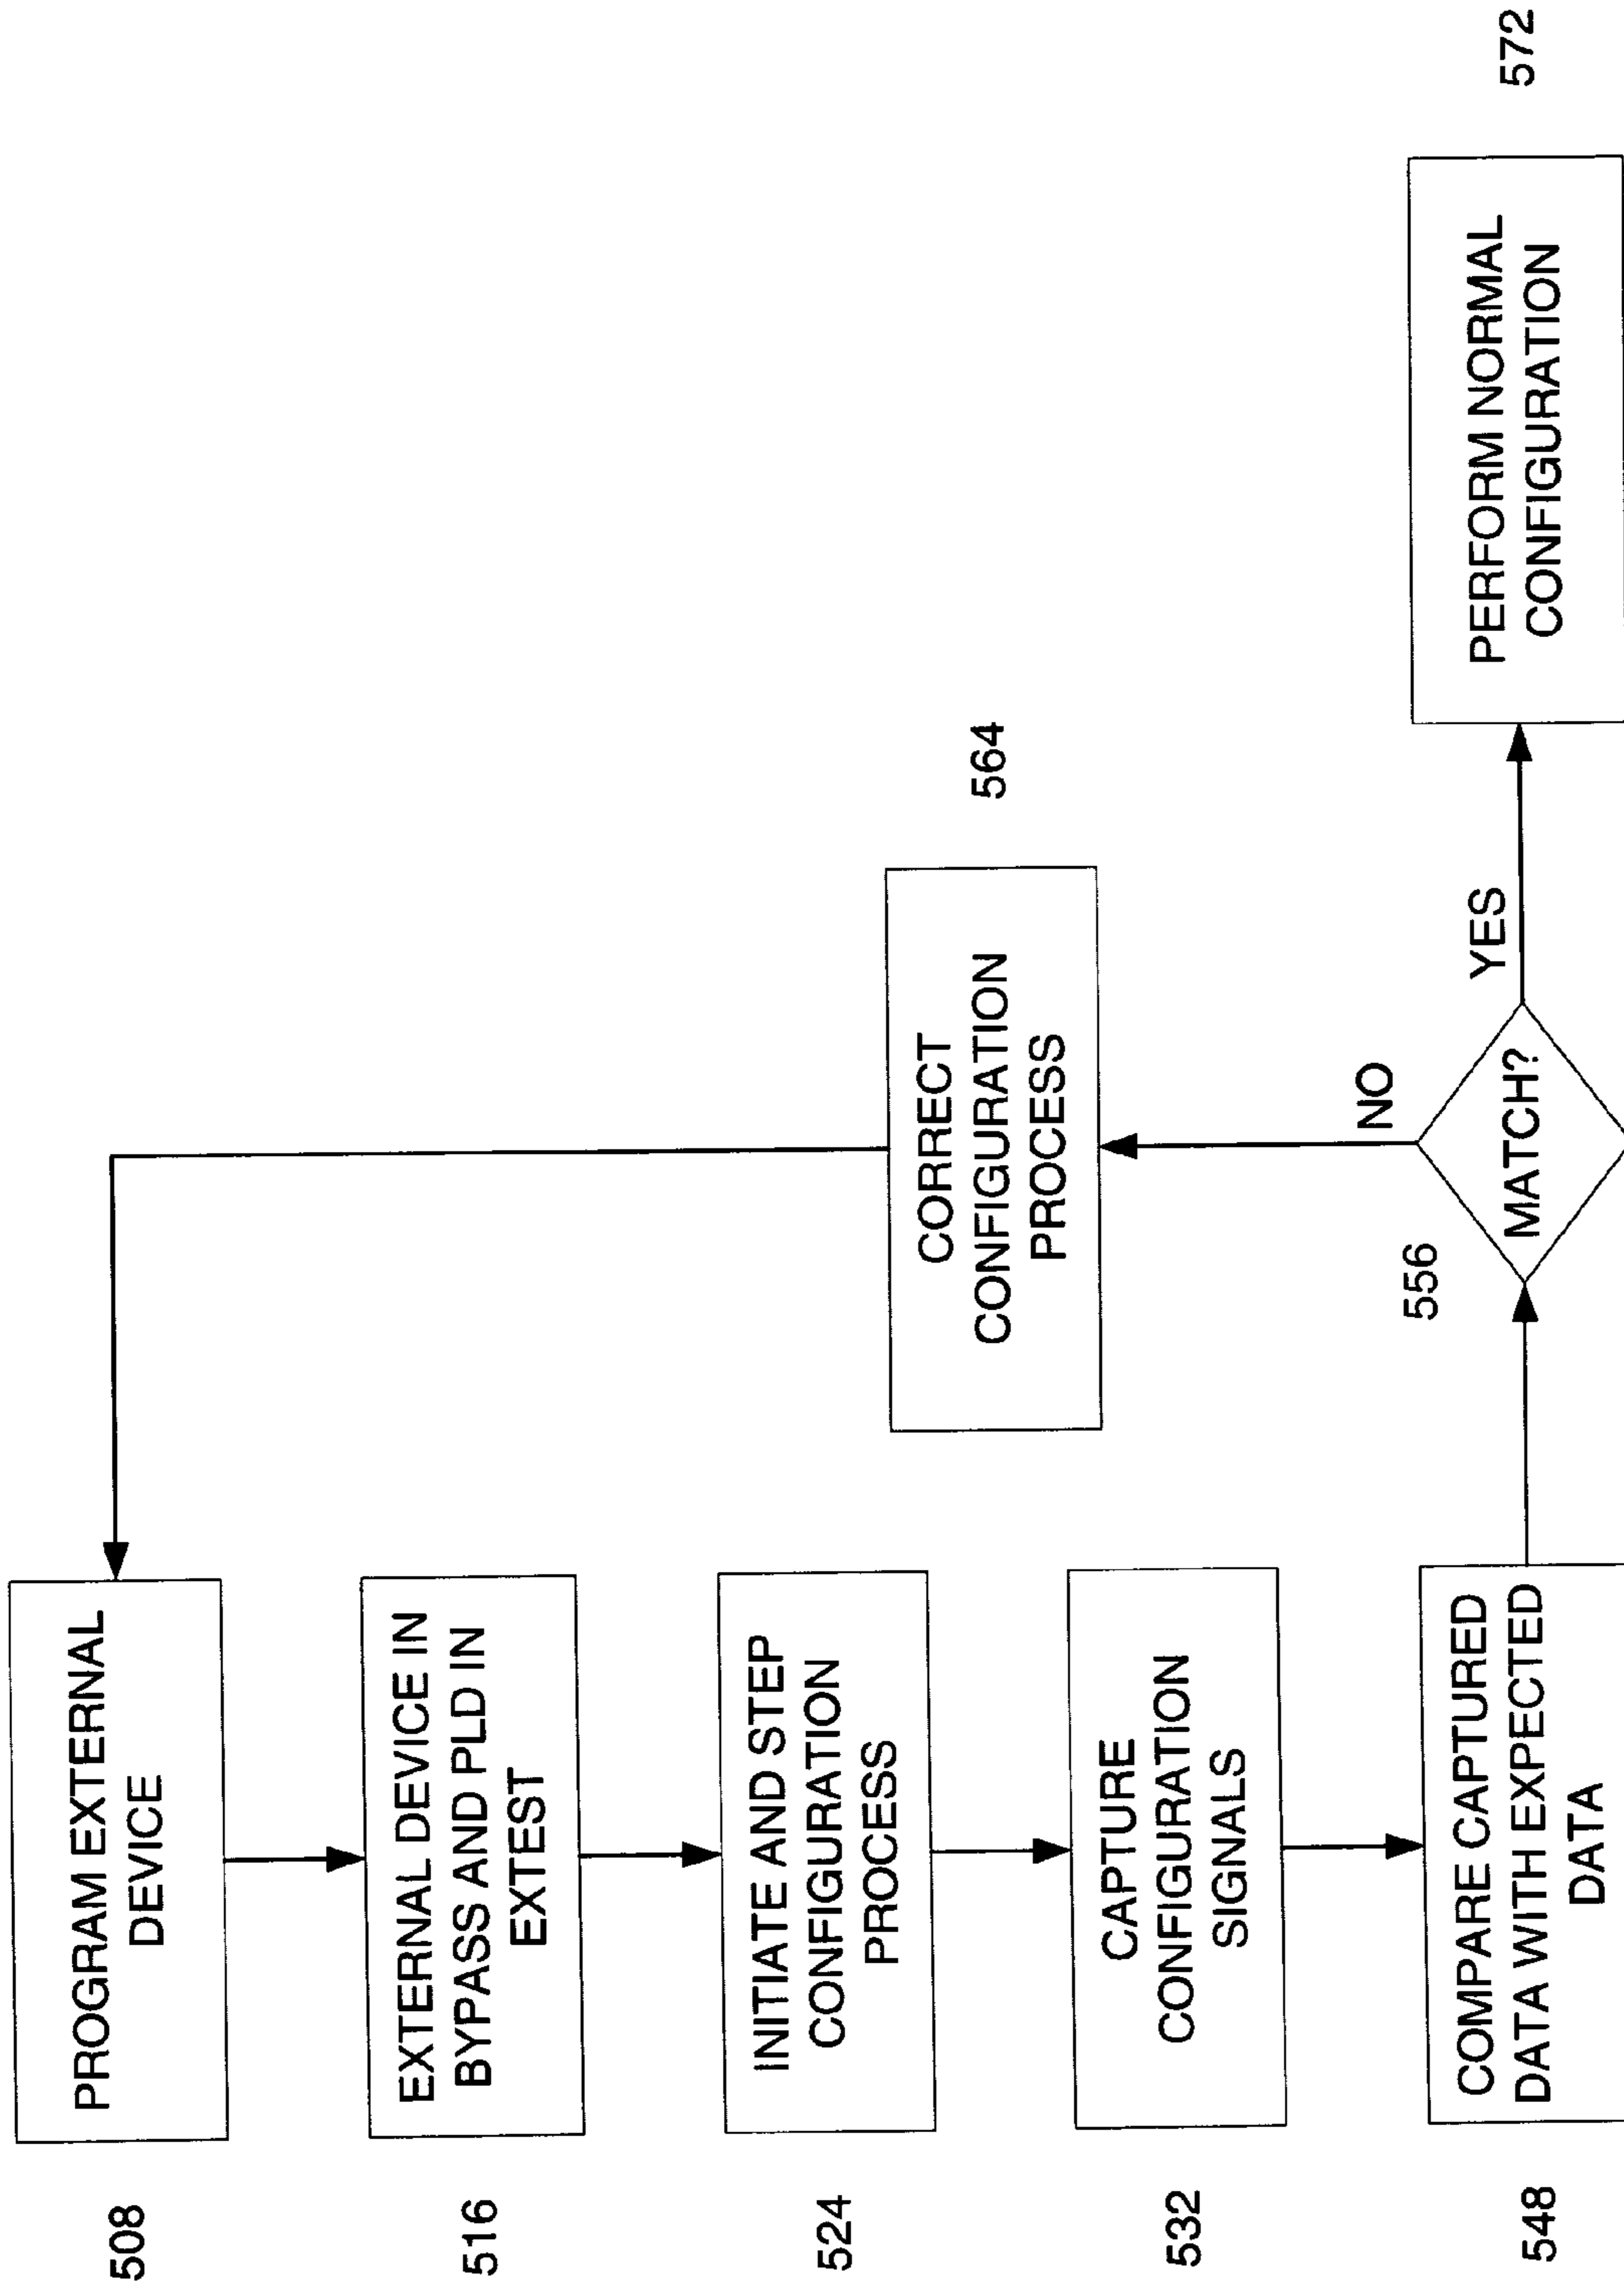 508
PROGRAM EXTERNAL
DEVICE
516
EXTERNAL DEVICE IN
BYPASS AND PLD IN
EXTEST
524
INITIATE AND STEP
CONFIGURATION
PROCESS
532
CAPTURE
CONFIGURATION
SIGNALS
548
COMPARE CAPTURED
DATA WITH EXPECTED
DATA
556
MATCH?
NO
CORRECT
CONFIGURATION
PROCESS
564
YES
PERFORM NORMAL
CONFIGURATION
572